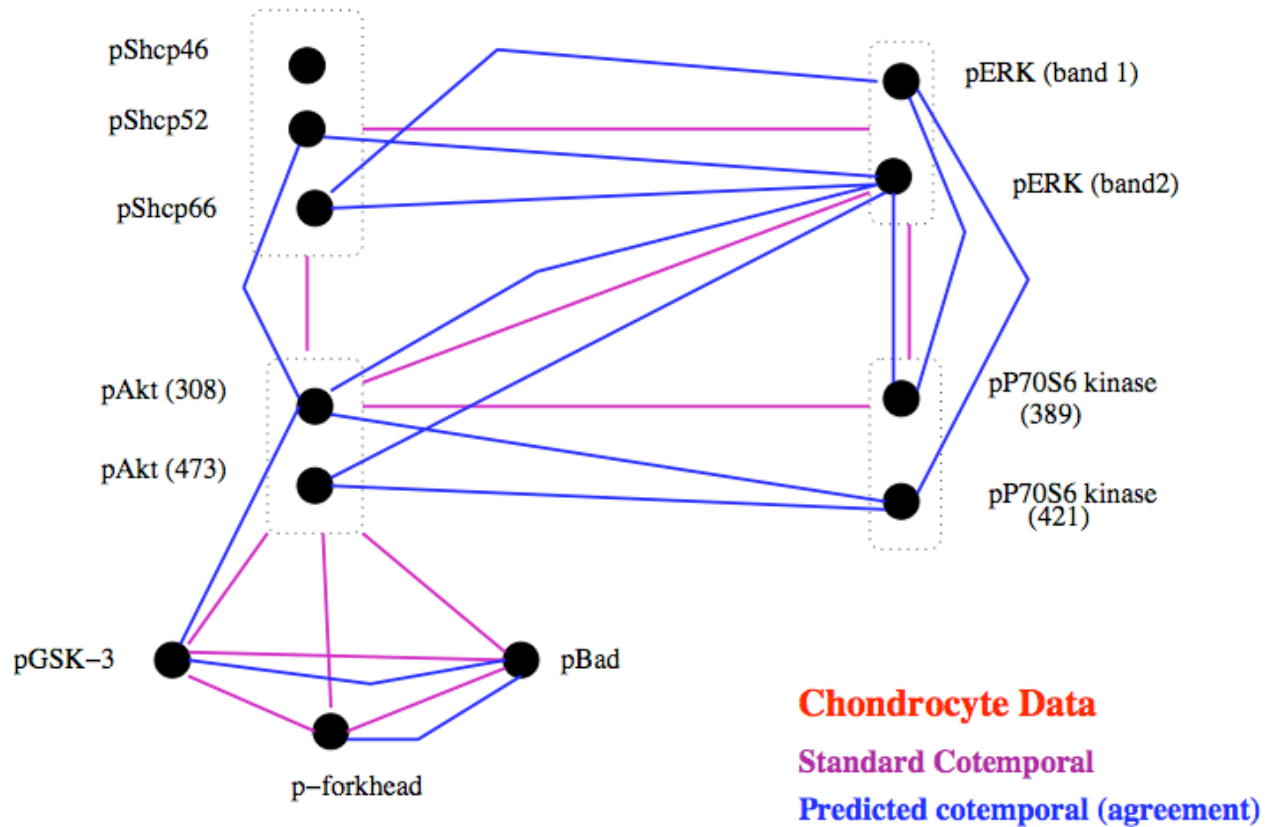 pShcp46
pShcp52
pShcp66
pERK (band 1)
pERK (band2)
pAkt (308)
pAkt (473)
pP70S6 kinase
(389)
pP70S6 kinase
(421)
pGSK−3
pBad
p−forkhead
Chondrocyte Data
Standard Cotemporal
Predicted cotemporal (agreement)